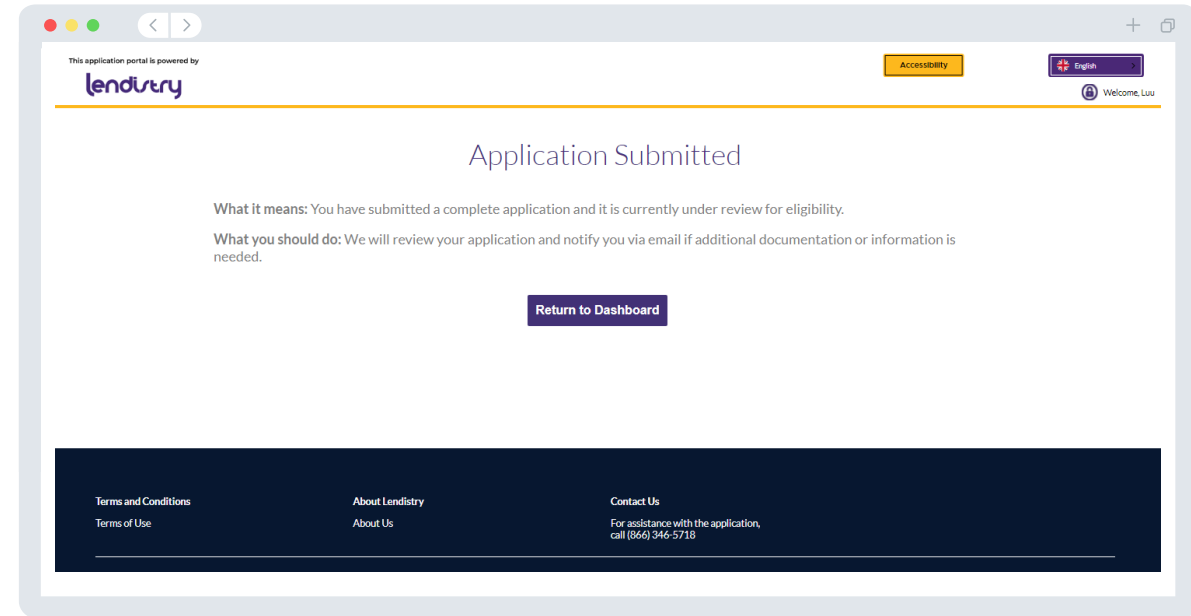 This application portal is powered by
lendistry
Accessibility
English
Welcome, Luu
Application Submitted
What it means: You have submitted a complete application and it is currently under review for eligibility.
What you should do: We will review your application and notify you via email if additional documentation or information is
needed.
Return to Dashboard
Terms and Conditions
Terms of Use
About Lendistry
About Us
Contact Us
For assistance with the application,
call (866) 346-5718